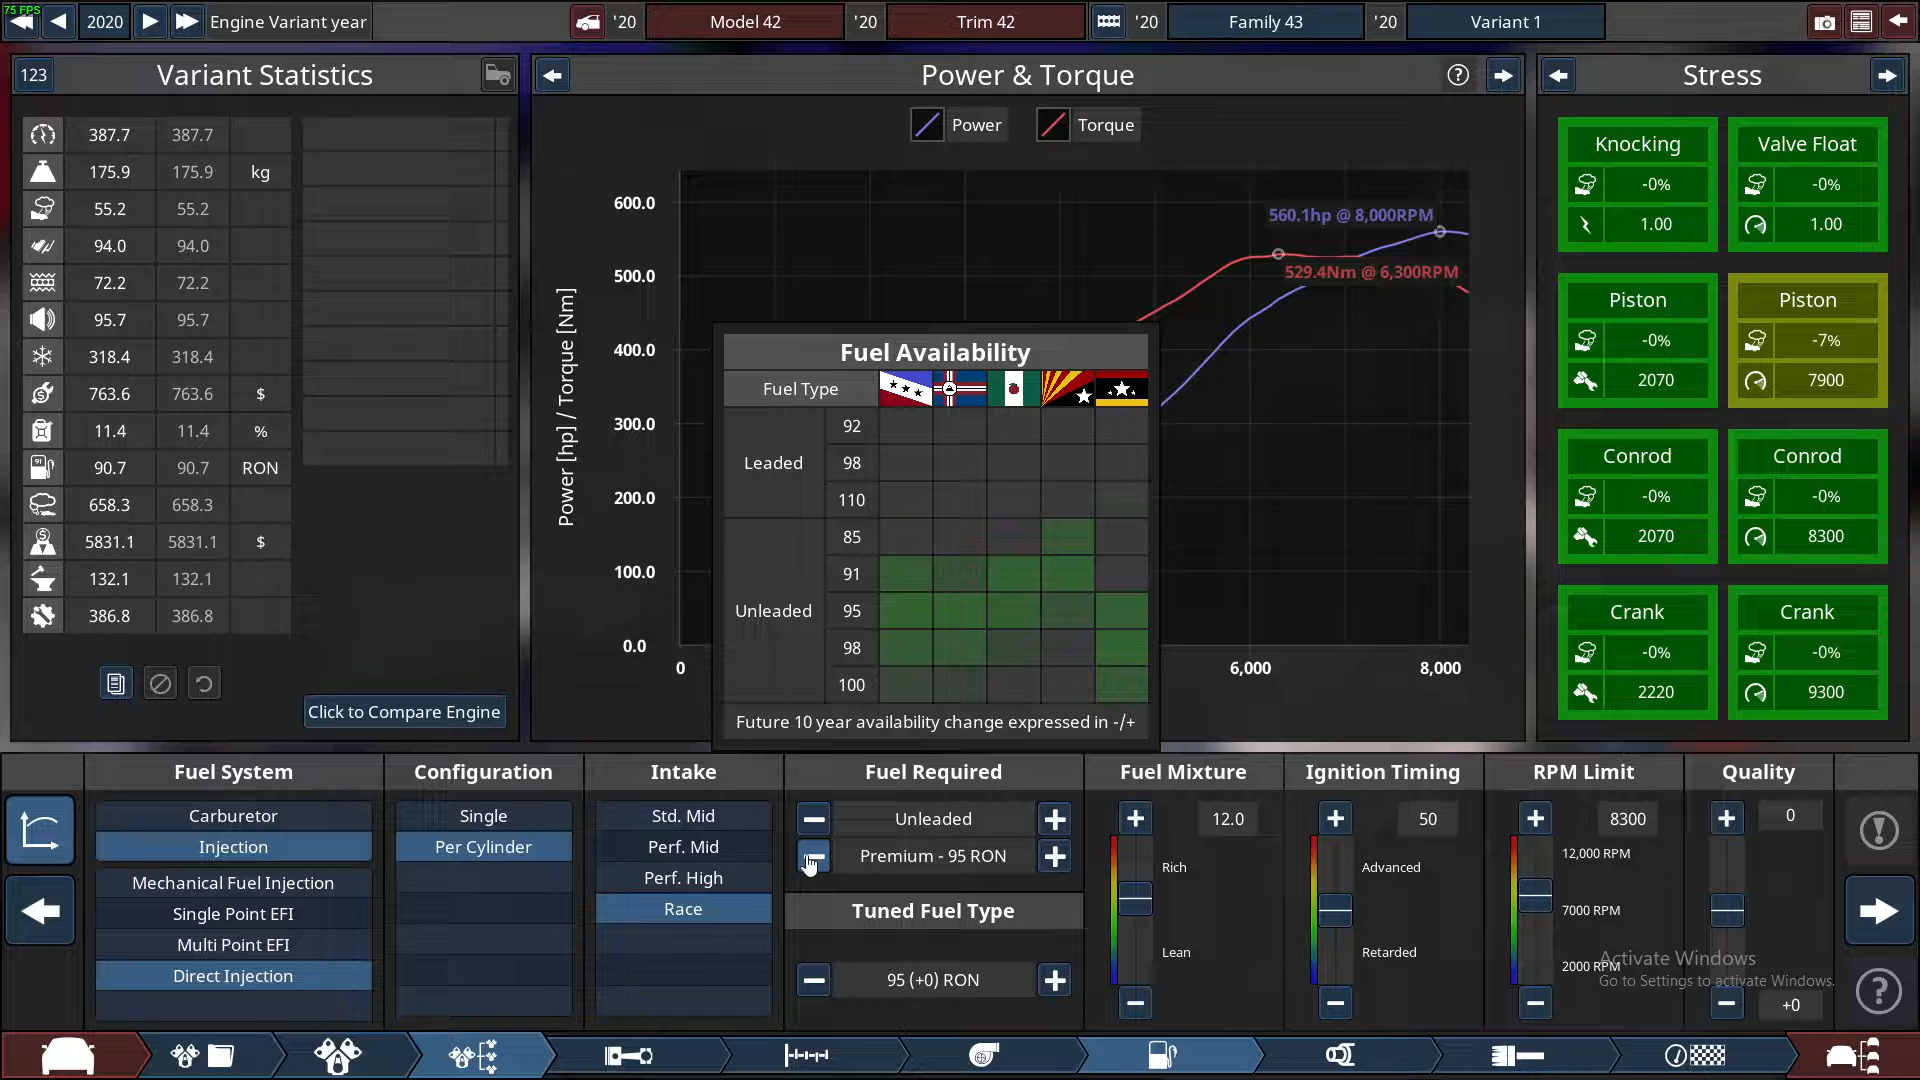 75 FPS
2020
Engine Variant year
'20
Model 42
'20
Trim 42
'20
Family 43
'20
Variant 1
123
Variant Statistics
387.7 387.7
175.9 175.9 kg
55.2 55.2
94.0 94.0
72.2 72.2
95.7 95.7
318.4 318.4
763.6 763.6 $
11.4 11.4 %
90.7 90.7 RON
658.3 658.3
5831.1 5831.1 $
132.1 132.1
386.8 386.8
Click to Compare Engine
Power & Torque
?
Power
Torque
Power [hp] / Torque [Nm]
600.0
500.0
400.0
300.0
200.0
100.0
0.0
0
6,000
8,000
560.1hp @ 8,000RPM
529.4Nm @ 6,300RPM
Fuel Availability
Fuel Type
Leaded
92
98
110
Unleaded
85
91
95
98
100
Future 10 year availability change expressed in -/+
Stress
Knocking
-0%
1.00
Valve Float
-0%
1.00
Piston
-0%
2070
Piston
-7%
7900
Conrod
-0%
2070
Conrod
-0%
8300
Crank
-0%
2220
Crank
-0%
9300
Fuel System
Carburetor
Injection
Mechanical Fuel Injection
Single Point EFI
Multi Point EFI
Direct Injection
Configuration
Single
Per Cylinder
Intake
Std. Mid
Perf. Mid
Perf. High
Race
Fuel Required
Unleaded
Premium - 95 RON
Tuned Fuel Type
95 (+0) RON
Fuel Mixture
12.0
Rich
Lean
Ignition Timing
50
Advanced
Retarded
RPM Limit
8300
12,000 RPM
7000 RPM
2000 RPM
Quality
0
+0
?
Activate Windows
Go to Settings to activate Windows.